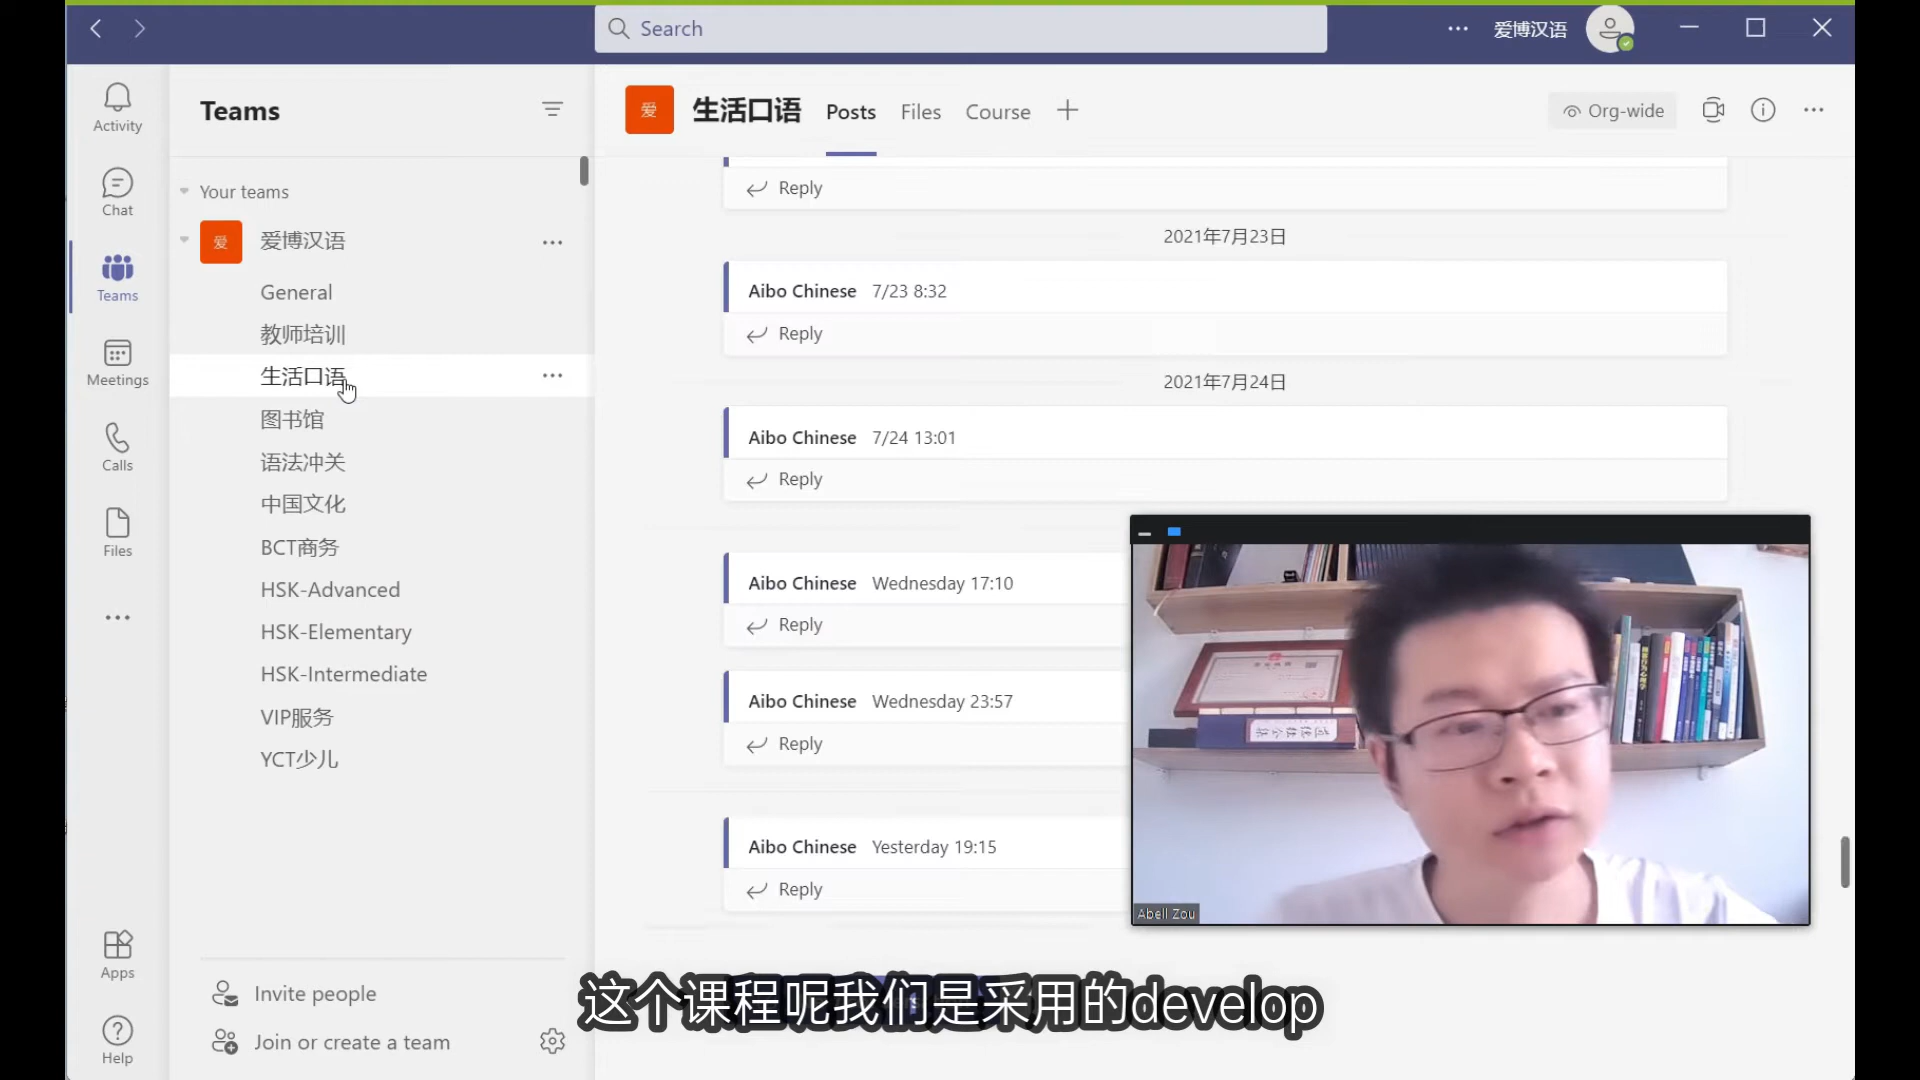 Search
爱博汉语
Activity
Chat
Teams
Meetings
Calls
Files
Apps
Help
Teams
Your teams
爱
爱博汉语
General
教师培训
生活口语
图书馆
语法冲关
中国文化
BCT商务
HSK-Advanced
HSK-Elementary
HSK-Intermediate
VIP服务
YCT少儿
Invite people
Join or create a team
爱
生活口语
Posts
Files
Course
Org-wide
Reply
2021年7月23日
Aibo Chinese 7/23 8:32
Reply
2021年7月24日
Aibo Chinese 7/24 13:01
Reply
Aibo Chinese Wednesday 17:10
Reply
Aibo Chinese Wednesday 23:57
Reply
Aibo Chinese Yesterday 19:15
Reply
Abell Zou
这个课程呢我们是采用的develop